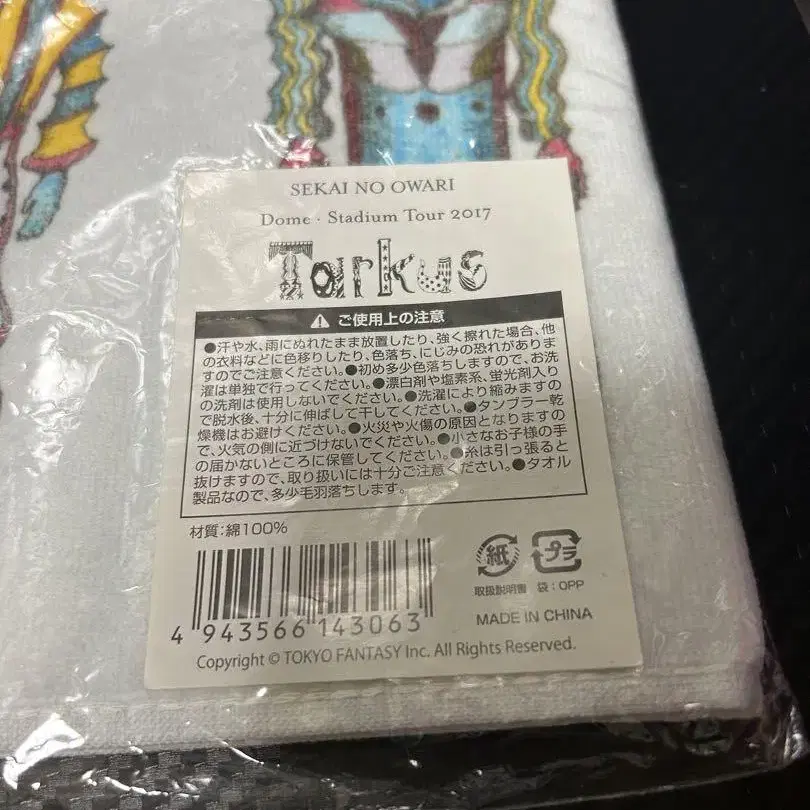 SEKAI NO OWARI
Dome・Stadium Tour 2017
Tarkus
ご使用上の注意
●汗や水、雨にぬれたまま放置したり、強く擦れた場合、他
の衣料などに色移りしたり、色落ち、にじみの恐れがありま
すのでご注意ください。●初め多少色落ちしますので、お洗
濯は単独で行ってください。●漂白剤や塩素系、蛍光剤入り
の洗剤は使用しないでください。●洗濯により縮みますの
で脱水後、十分に伸ばして干してください。●タンブラー乾
燥機はお避けください。●火災や火傷の原因となりますの
で、火気の側に近づけないでください。●小さなお子様の手
の届かないところに保管してください。●糸は引っ張ると
抜けますので、取り扱いには十分ご注意ください。●タオル
製品なので、多少毛羽落ちします。
材質:綿100%
紙 プラ
取扱説明書 袋:OPP
4 943566 143063
MADE IN CHINA
Copyright © TOKYO FANTASY Inc. All Rights Reserved.